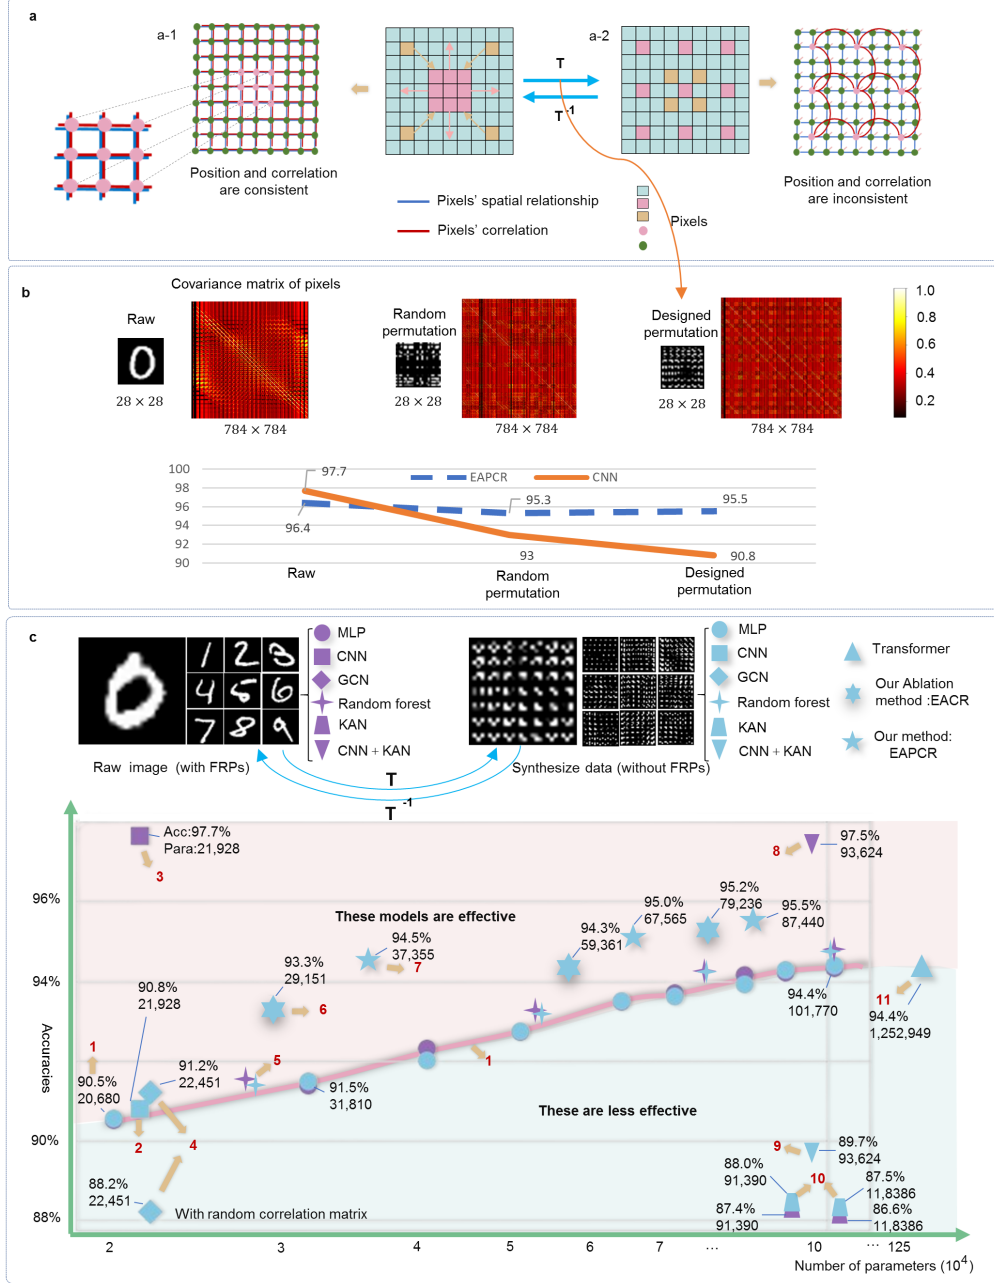 a
a-1
a-2
T
T⁻¹
Position and correlation
are consistent
Position and correlation
are inconsistent
Pixels' spatial relationship
Pixels' correlation
Pixels
b
Covariance matrix of pixels
Raw
28 × 28
784 × 784
Random
permutation
28 × 28
784 × 784
Designed
permutation
28 × 28
784 × 784
1.0
0.8
0.6
0.4
0.2
100
98
96
94
92
90
EAPCR
CNN
97.7
96.4
95.3
93
95.5
90.8
Raw
Random
permutation
Designed
permutation
c
MLP
CNN
GCN
Random forest
KAN
CNN + KAN
MLP
CNN
GCN
Random forest
KAN
CNN + KAN
Transformer
Our Ablation
method :EACR
Our method:
EAPCR
Raw image (with FRPs)
Synthesize data (without FRPs)
T
T⁻¹
Acc:97.7%
Para:21,928
3
8
97.5%
93,624
96%
These models are effective
94.5%
37,355
7
94.3%
59,361
95.0%
67,565
95.2%
79,236
95.5%
87,440
94%
93.3%
29,151
6
90.8%
21,928
94.4%
101,770
11
94.4%
1,252,949
Accuracies
1
90.5%
20,680
91.2%
22,451
5
91.5%
31,810
1
These are less effective
90%
2
4
9
89.7%
93,624
88.2%
22,451
With random correlation matrix
88.0%
91,390
10
87.5%
11,8386
87.4%
91,390
86.6%
11,8386
88%
2
3
4
5
6
7
...
10
...
125
Number of parameters (10⁴)